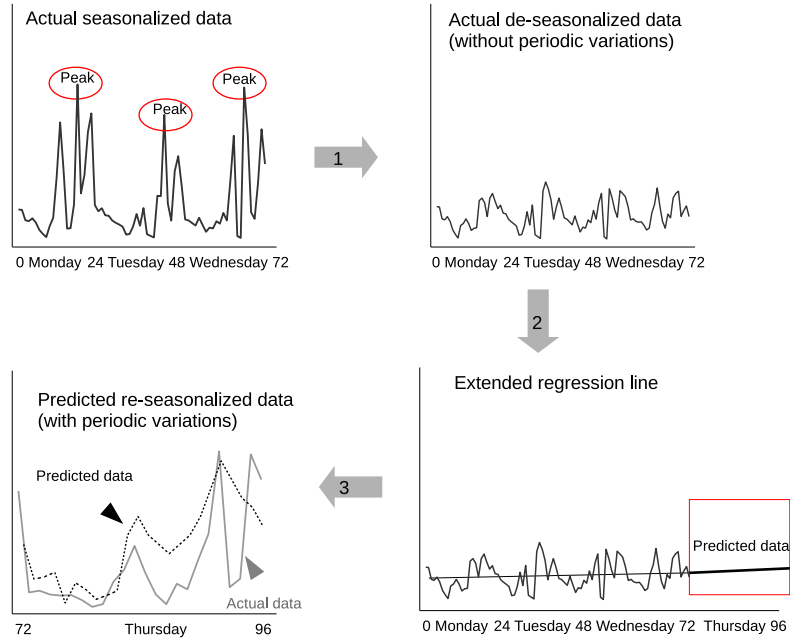 Actual seasonalized data
Peak
Peak
Peak
0 Monday 24 Tuesday 48 Wednesday 72
1
Actual de-seasonalized data
(without periodic variations)
0 Monday 24 Tuesday 48 Wednesday 72
2
Extended regression line
Predicted data
0 Monday 24 Tuesday 48 Wednesday 72 Thursday 96
3
Predicted re-seasonalized data
(with periodic variations)
Predicted data
Actual data
72 Thursday 96